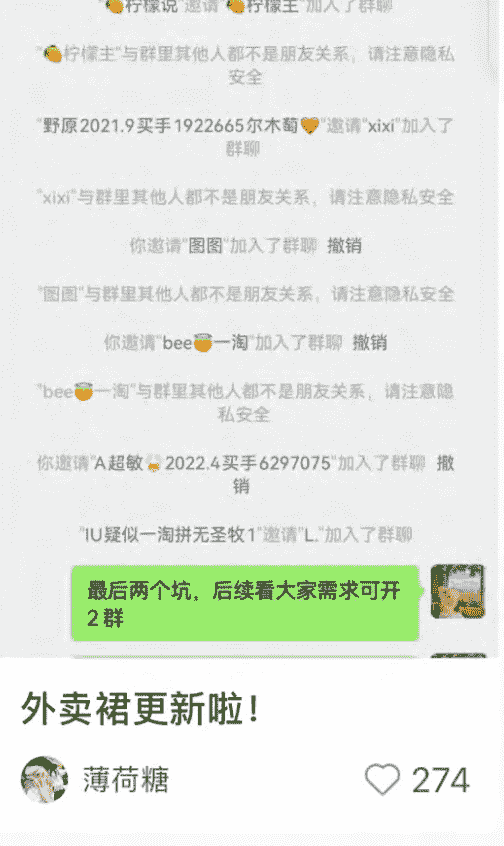 "🍋柠檬说"邀请"🍋柠檬主"加入了群聊
"🍋柠檬主"与群里其他人都不是朋友关系，请注意隐私
安全
"野原2021.9买手1922665尔木萄🧡"邀请"xixi"加入了
群聊
"xixi"与群里其他人都不是朋友关系，请注意隐私安全
你邀请"图图"加入了群聊 撤销
"图图"与群里其他人都不是朋友关系，请注意隐私安全
你邀请"bee😇一淘"加入了群聊 撤销
"bee😇一淘"与群里其他人都不是朋友关系，请注意隐
私安全
你邀请"A超敏🍦2022.4买手6297075"加入了群聊 撤
销
"IU疑似一淘拼无圣牧1"邀请"L."加入了群聊
最后两个坑，后续看大家需求可开
2群
外卖裙更新啦！
薄荷糖
274